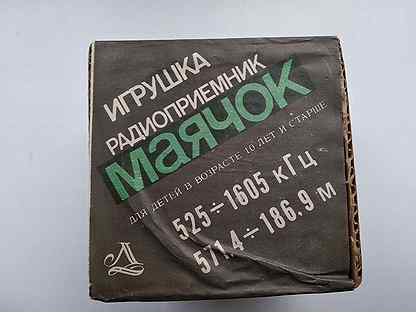 ИГРУШКА
РАДИОПРИЕМНИК
маячок
ДЛЯ ДЕТЕЙ В ВОЗРАСТЕ 10 ЛЕТ И СТАРШЕ
525÷1605 кГц
571.4÷186.9 м